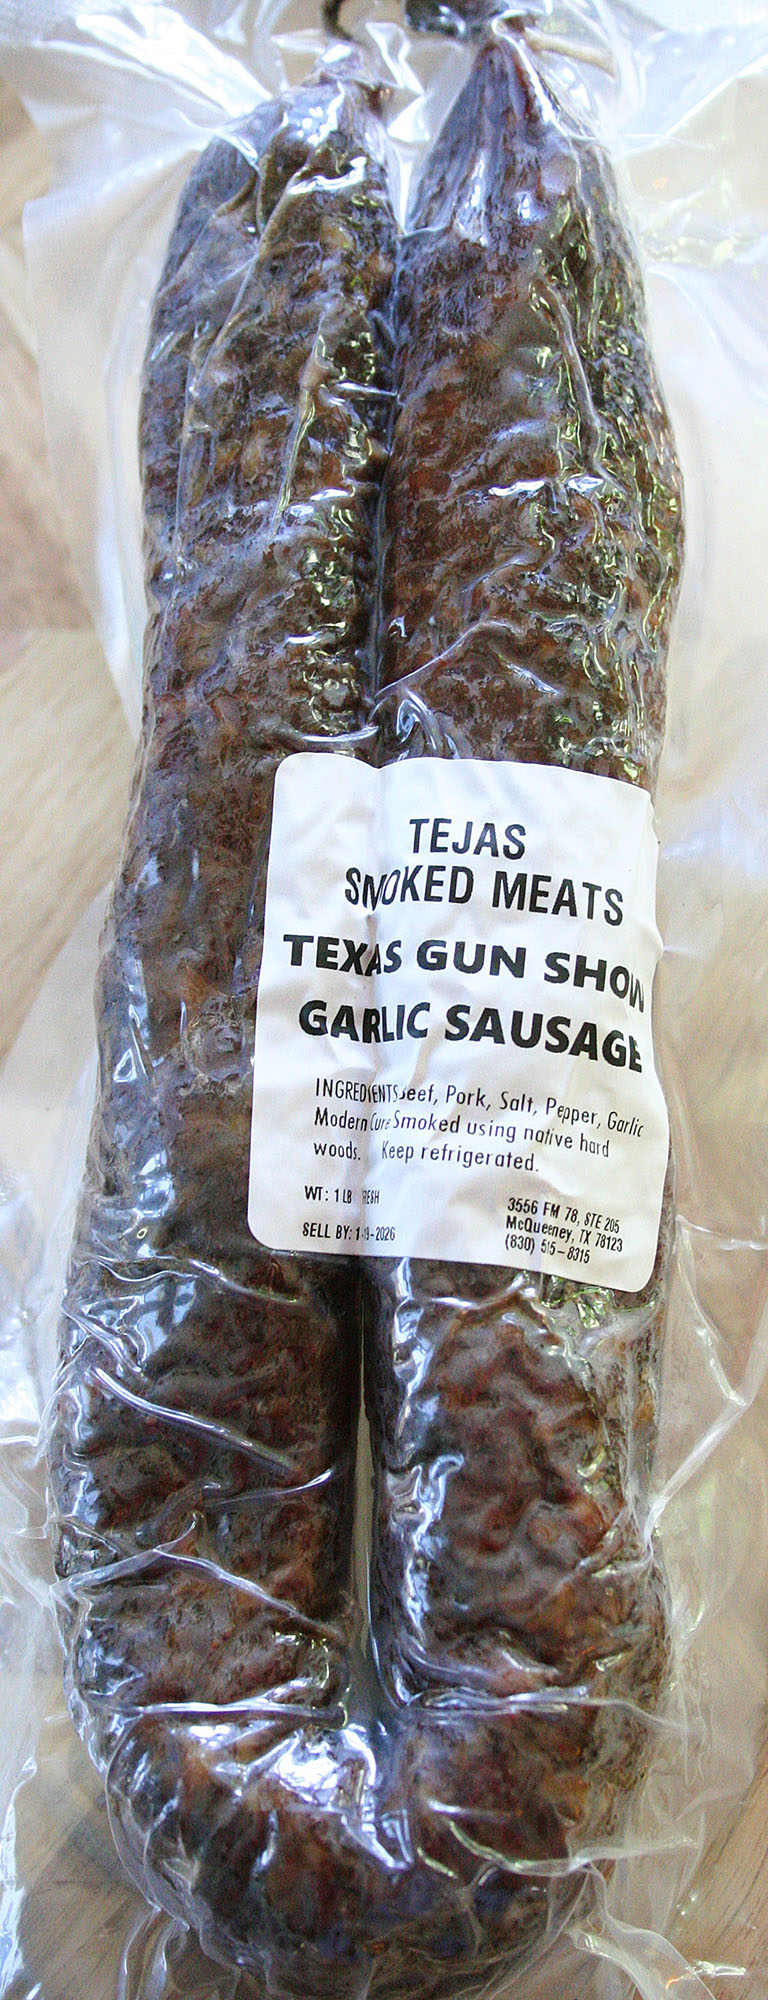 TEJAS
SMOKED MEATS
TEXAS GUN SHOW
GARLIC SAUSAGE
INGREDIENTS Beef, Pork, Salt, Pepper, Garlic
Modern Cure Smoked using native hard
woods. Keep refrigerated.
WT: 1 LB FRESH
SELL BY:
3556 FM 78, STE 205
McQueeney, TX 78123
(830) 515-8315